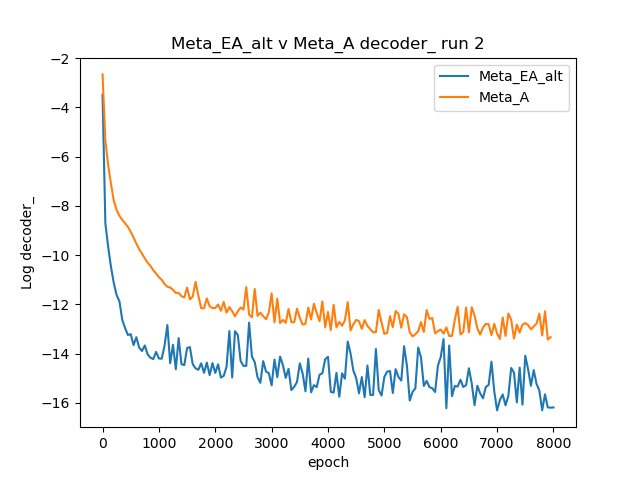 Meta_EA_alt v Meta_A decoder_ run 2
Meta_EA_alt
Meta_A
Log decoder_
−2
−4
−6
−8
−10
−12
−14
−16
0 1000 2000 3000 4000 5000 6000 7000 8000
epoch